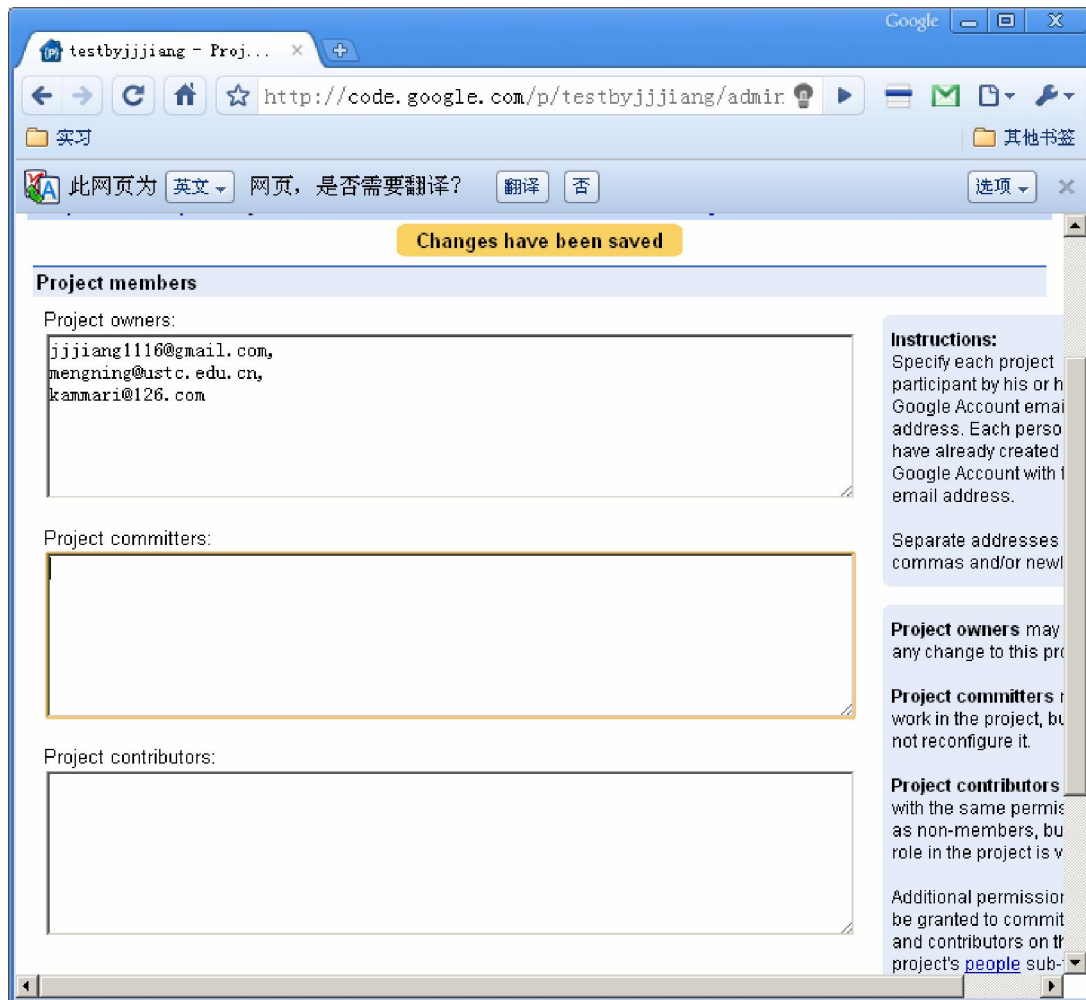 Google
testbyjjjiang - Proj...
http://code.google.com/p/testbyjjjiang/admin
实习
其他书签
此网页为 英文 网页，是否需要翻译？ 翻译 否 选项
Changes have been saved
Project members
Project owners:
jjjiang1116@gmail.com,
mengning@ustc.edu.cn,
kammari@126.com
Project committers:
Project contributors:
Instructions:
Specify each project
participant by his or h
Google Account emai
address. Each perso
have already created
Google Account with
email address.
Separate addresses
commas and/or newl
Project owners may
any change to this pro
Project committers
work in the project, bu
not reconfigure it.
Project contributors
with the same permis
as non-members, bu
role in the project is v
Additional permission
be granted to commit
and contributors on th
project's people sub-